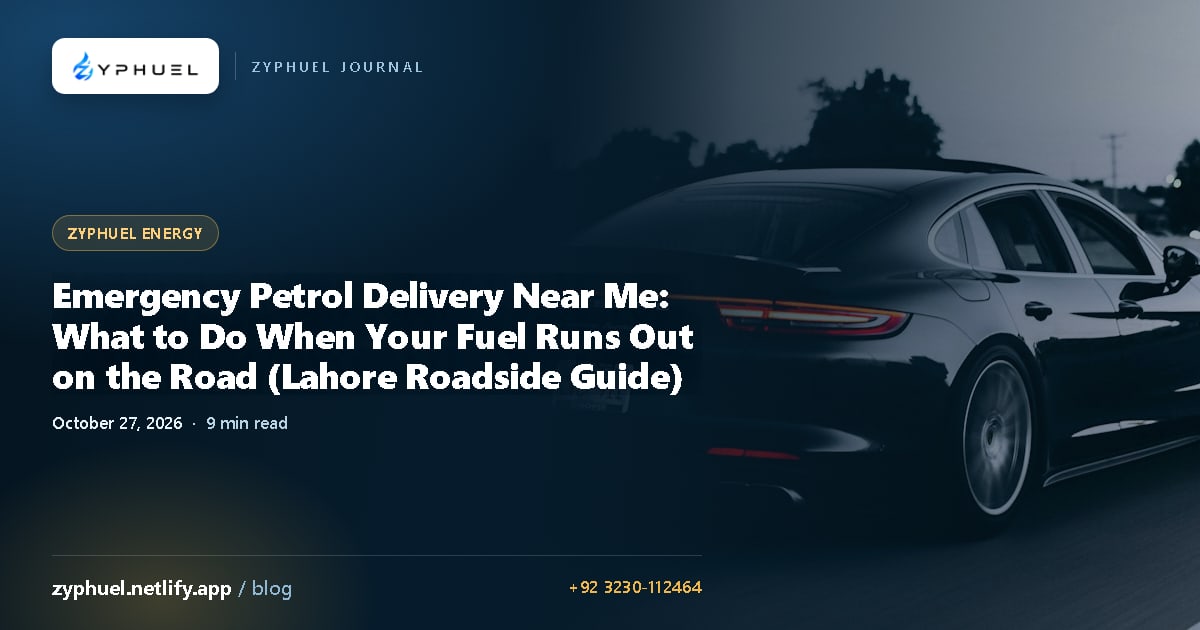 ZYPHUEL
ZYPHUEL JOURNAL
ZYPHUEL ENERGY
Emergency Petrol Delivery Near Me:
What to Do When Your Fuel Runs Out
on the Road (Lahore Roadside Guide)
October 27, 2026 · 9 min read
zyphuel.netlify.app / blog
+92 3230-112464